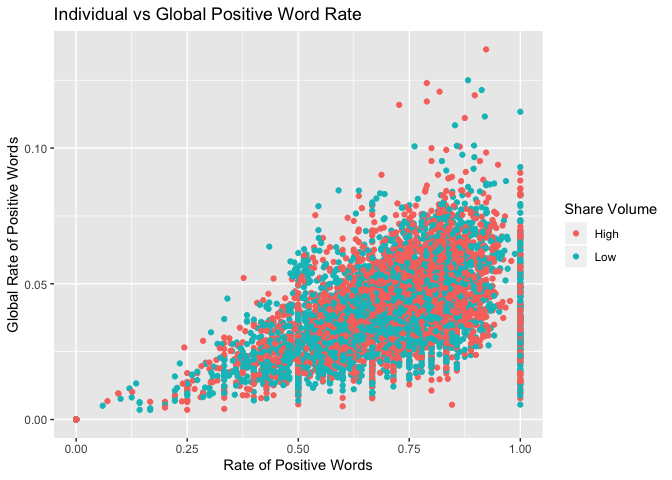 Individual vs Global Positive Word Rate
Global Rate of Positive Words
0.10
0.05
0.00
0.00 0.25 0.50 0.75 1.00
Rate of Positive Words
Share Volume
High
Low